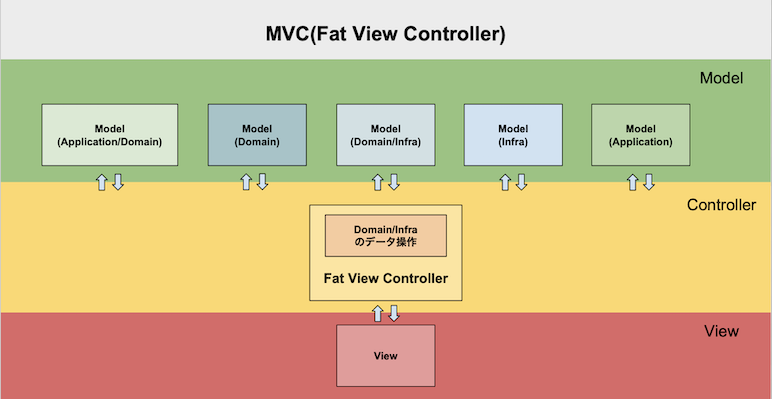 MVC(Fat View Controller)
Model
Model
(Application/Domain)
Model
(Domain)
Model
(Domain/Infra)
Model
(Infra)
Model
(Application)
Controller
Domain/Infra
のデータ操作
Fat View Controller
View
View